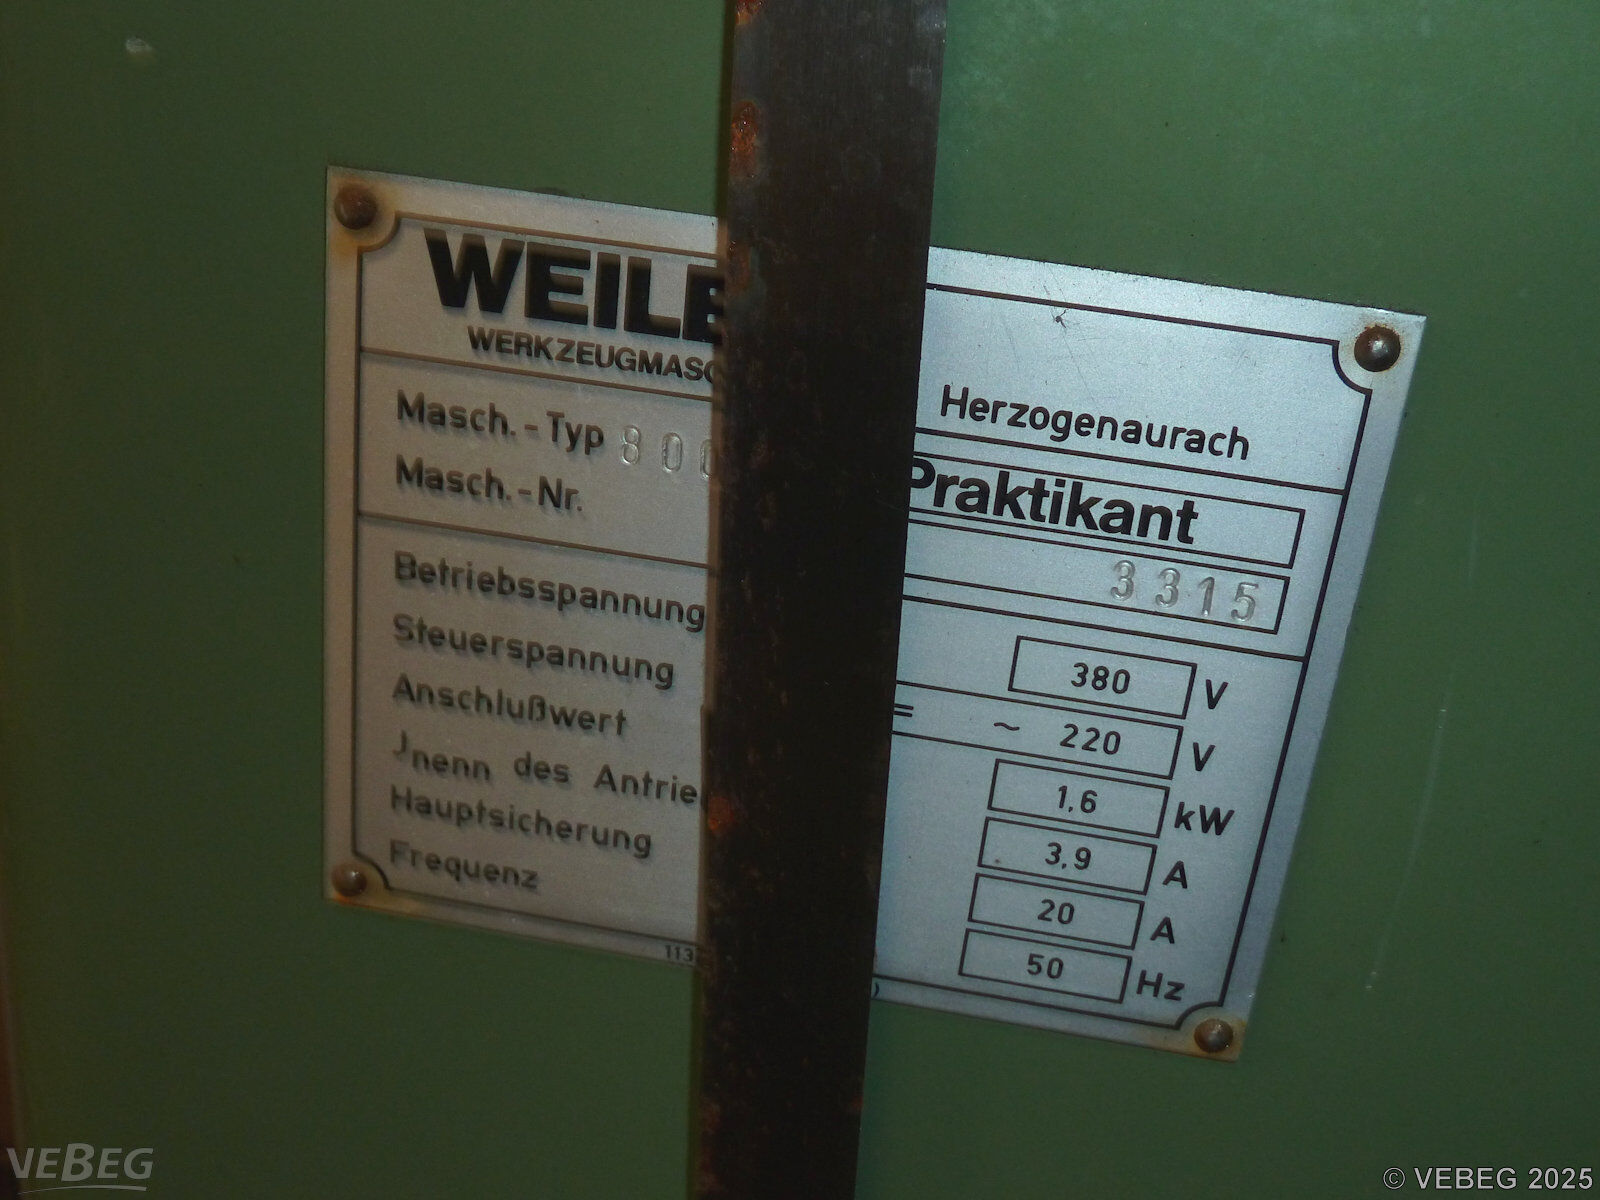 WEILE
WERKZEUGMASC
Herzogenaurach
Masch.-Typ 800 Praktikant
Masch.-Nr. 3315
Betriebsspannung 380 V
Steuerspannung = ~ 220 V
Anschlußwert 1,6 kW
Jnenn des Antrie 3,9 A
Hauptsicherung 20 A
Frequenz 50 Hz
113 )
VEBEG
© VEBEG 2025